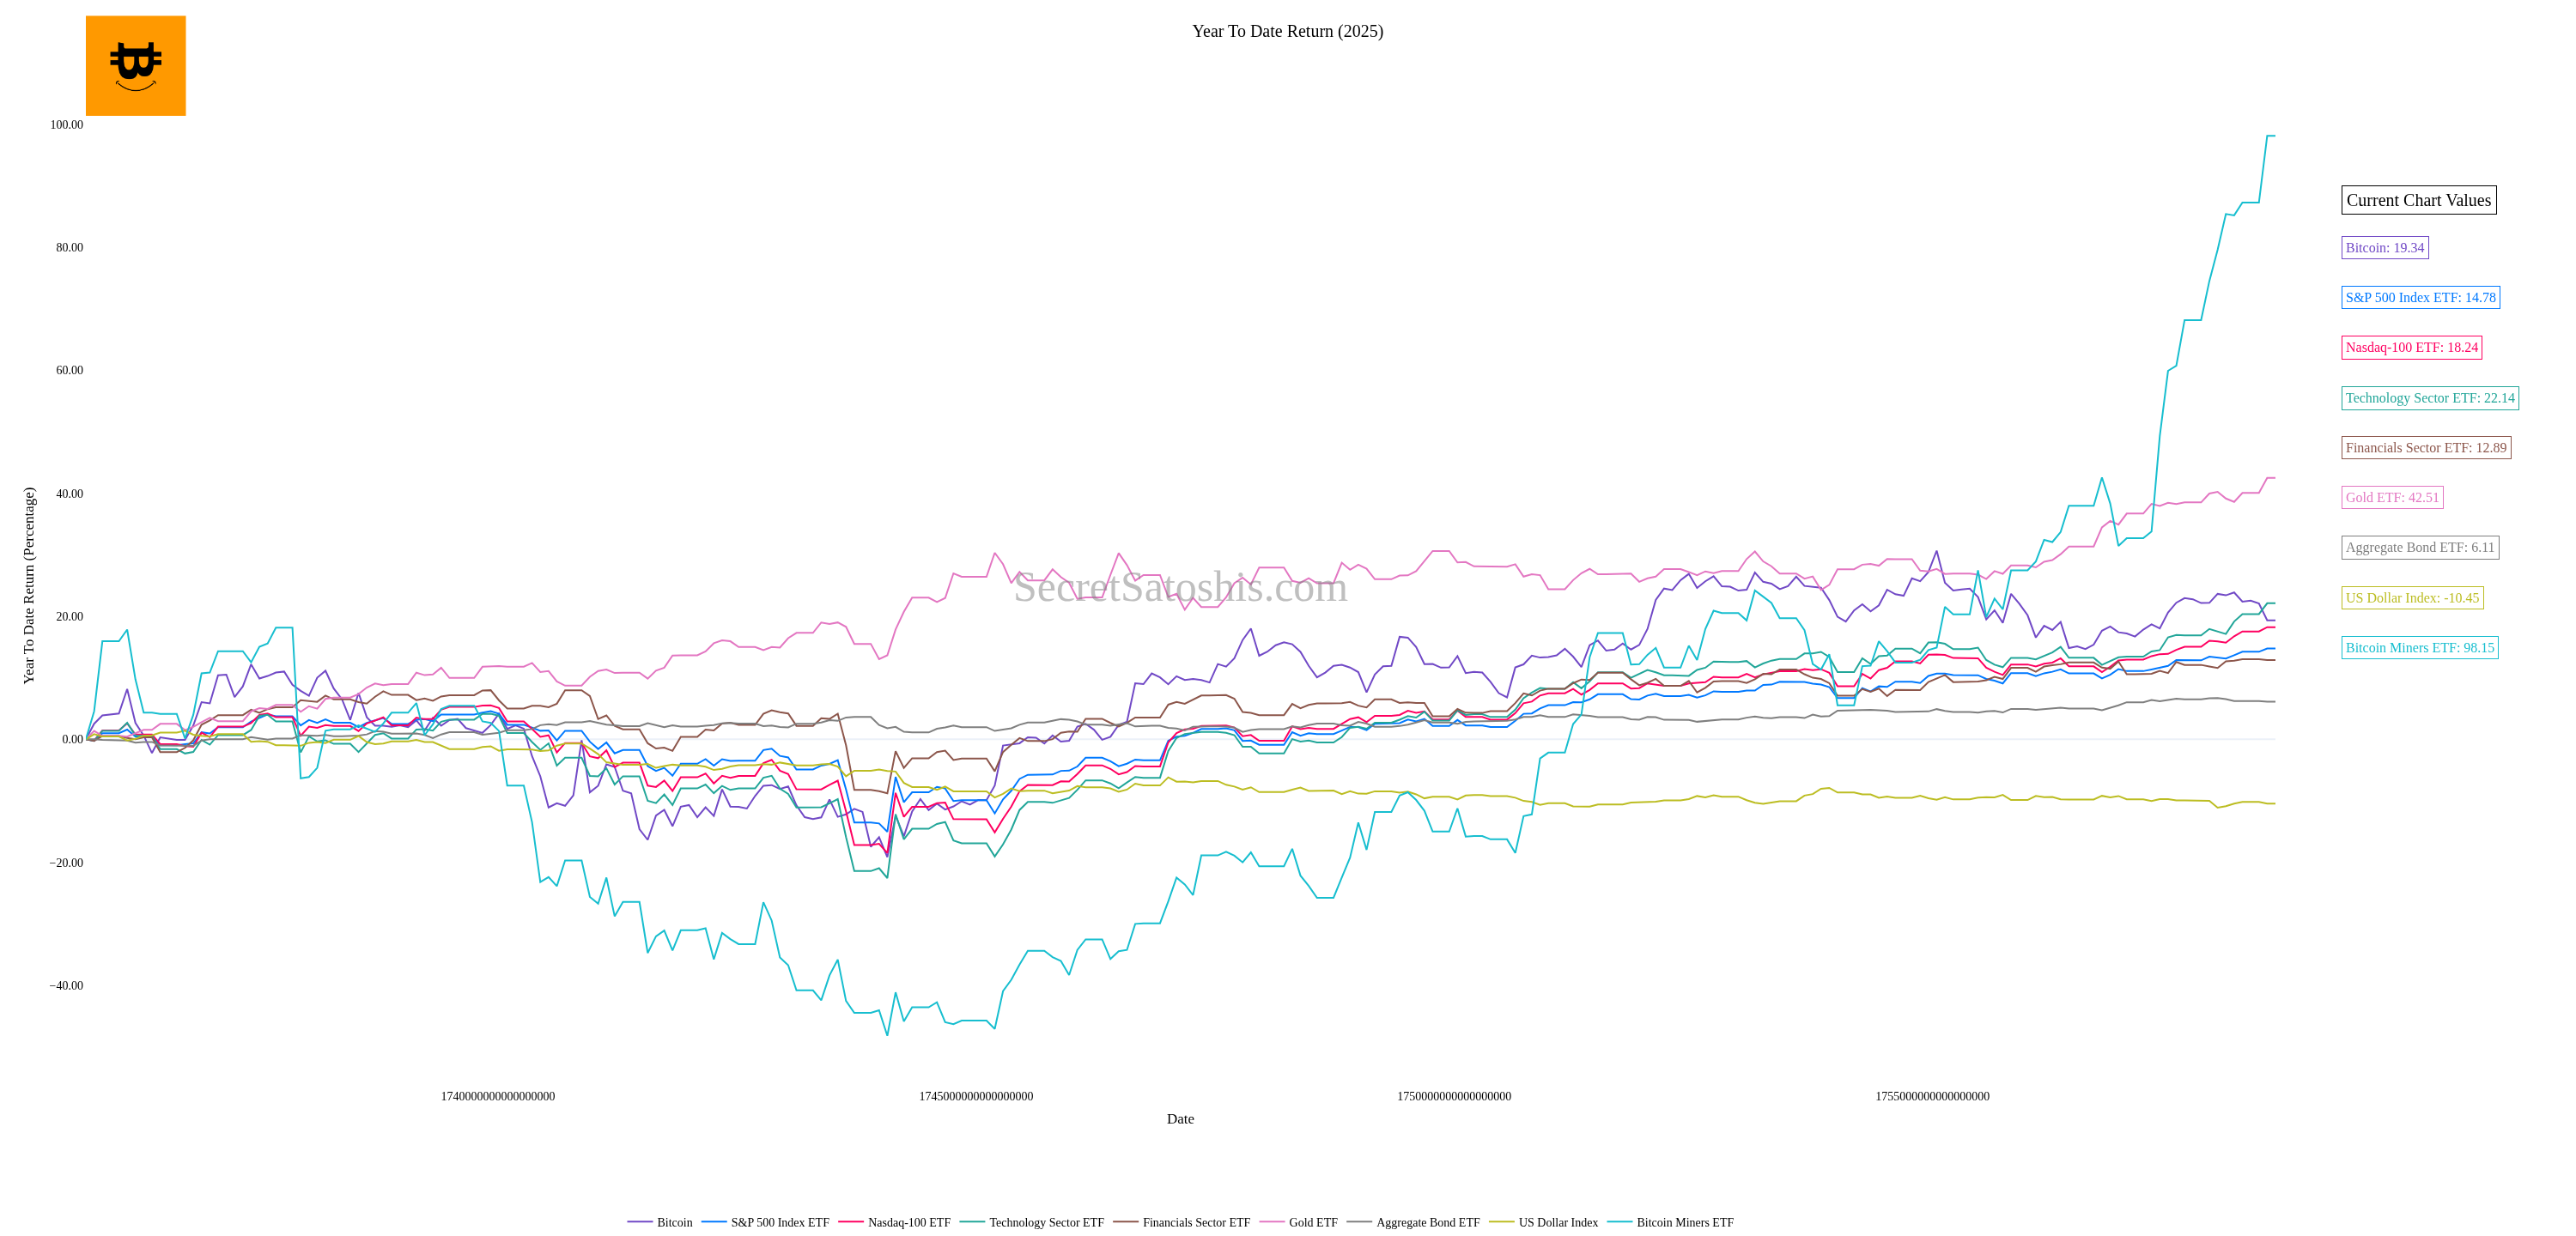 Year To Date Return (2025)
100.00
80.00
60.00
40.00
20.00
0.00
−20.00
−40.00
Year To Date Return (Percentage)
SecretSatoshis.com
1740000000000000000
1745000000000000000
1750000000000000000
1755000000000000000
Date
Current Chart Values
Bitcoin: 19.34
S&P 500 Index ETF: 14.78
Nasdaq-100 ETF: 18.24
Technology Sector ETF: 22.14
Financials Sector ETF: 12.89
Gold ETF: 42.51
Aggregate Bond ETF: 6.11
US Dollar Index: -10.45
Bitcoin Miners ETF: 98.15
Bitcoin S&P 500 Index ETF Nasdaq-100 ETF Technology Sector ETF Financials Sector ETF Gold ETF Aggregate Bond ETF US Dollar Index Bitcoin Miners ETF